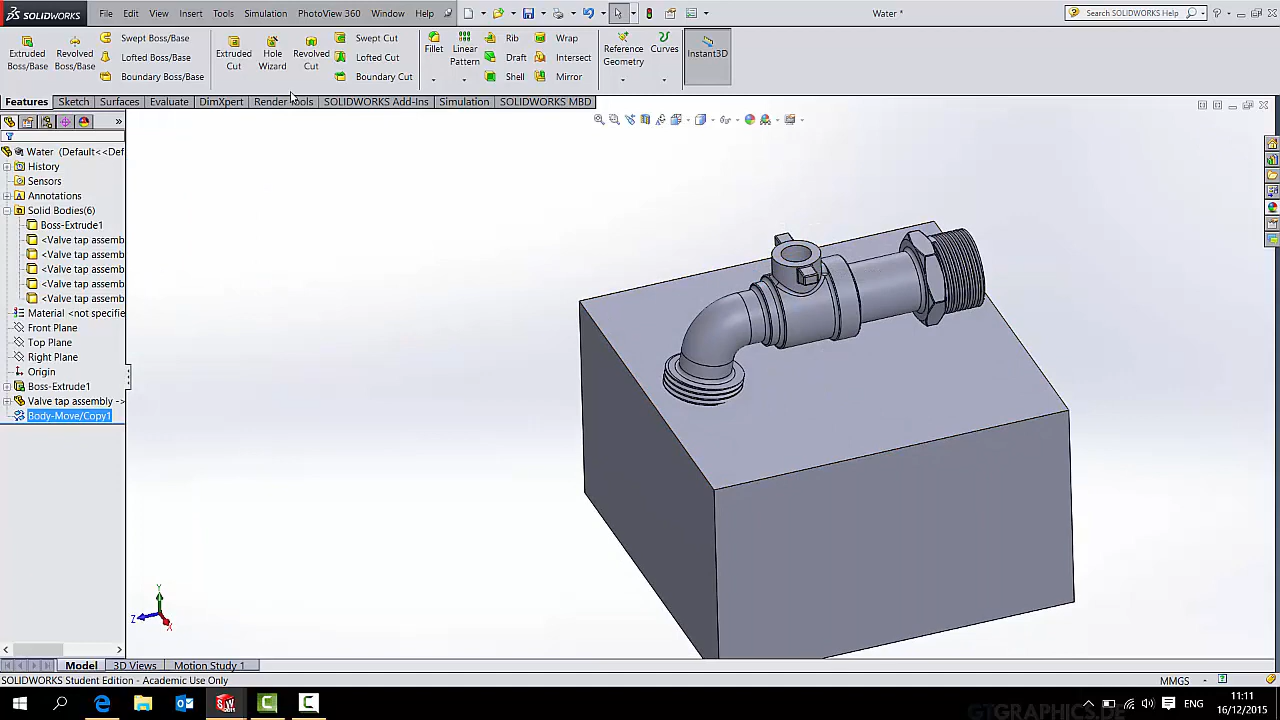 SOLIDWORKS File Edit View Insert Tools Simulation PhotoView 360 Window Help Water * Search SOLIDWORKS Help
Extruded Boss/Base
Revolved Boss/Base
Swept Boss/Base
Lofted Boss/Base
Boundary Boss/Base
Extruded Cut
Hole Wizard
Revolved Cut
Swept Cut
Lofted Cut
Boundary Cut
Fillet
Linear Pattern
Rib
Draft
Shell
Wrap
Intersect
Mirror
Reference Geometry
Curves
Instant3D
Features Sketch Surfaces Evaluate DimXpert Render Tools SOLIDWORKS Add-Ins Simulation SOLIDWORKS MBD
Water (Default<<Def
History
Sensors
Annotations
Solid Bodies(6)
Boss-Extrude1
<Valve tap assemb
<Valve tap assemb
<Valve tap assemb
<Valve tap assemb
<Valve tap assemb
Material <not specifie
Front Plane
Top Plane
Right Plane
Origin
Boss-Extrude1
Valve tap assembly ->
Body-Move/Copy1
Y
Z
X
Model 3D Views Motion Study 1
SOLIDWORKS Student Edition - Academic Use Only MMGS
ENG
11:11
16/12/2015
GTGRAPHICS.DE